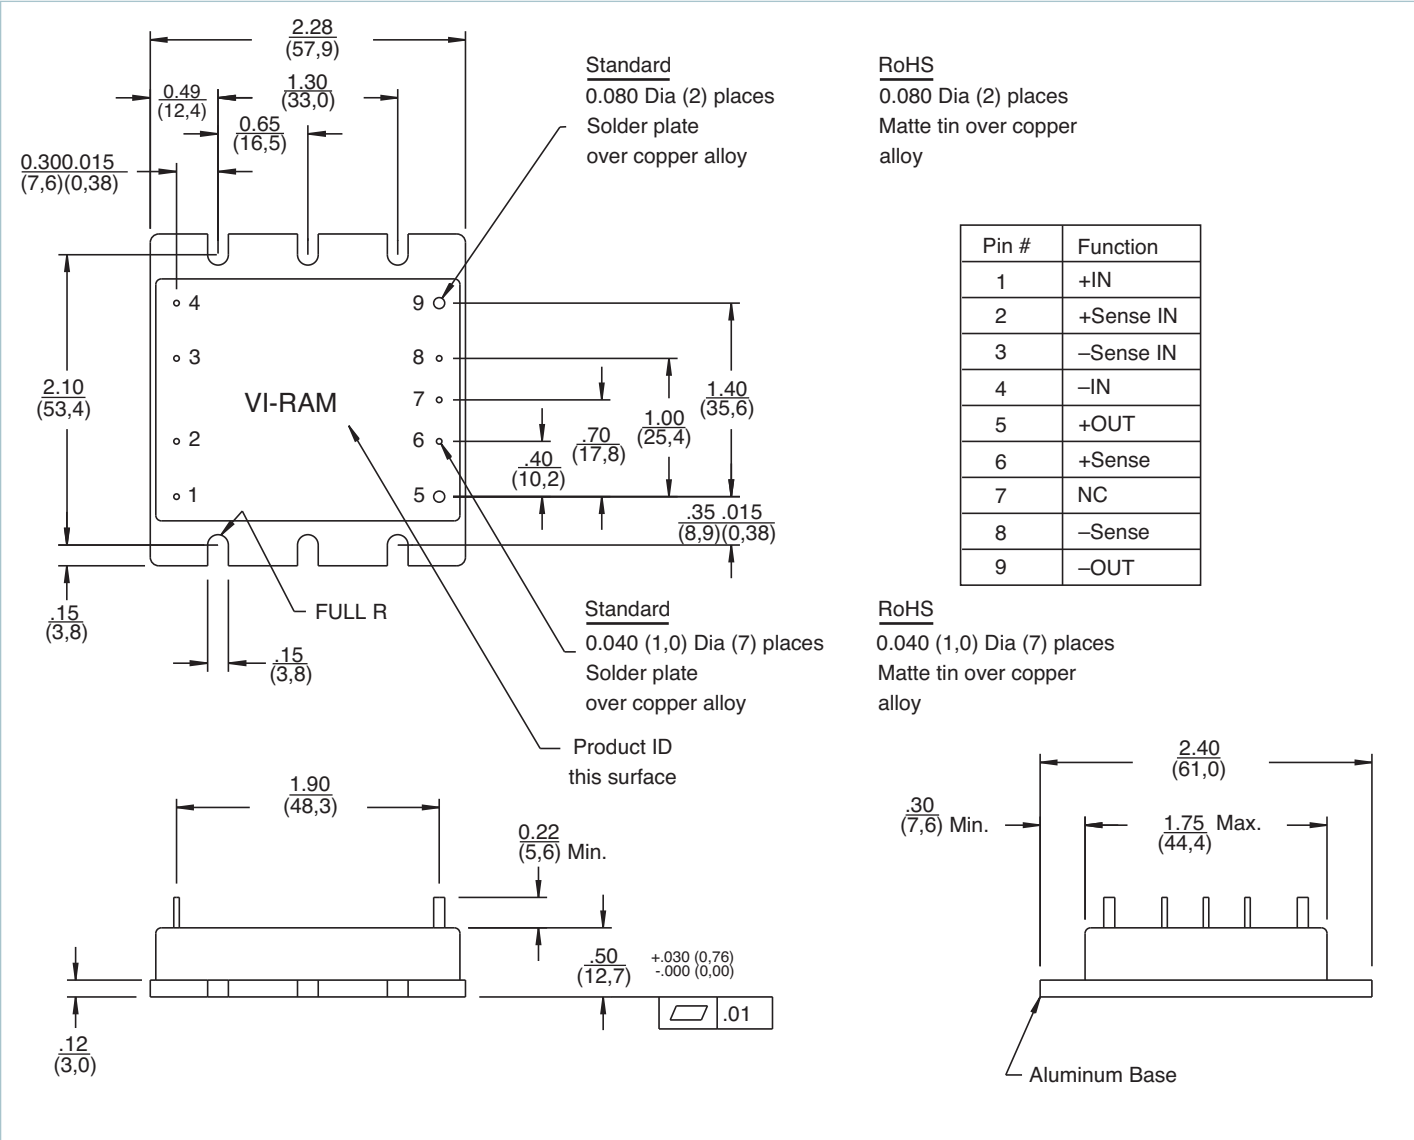 2.28
(57,9)
0.49
(12,4)
1.30
(33,0)
0.65
(16,5)
0.300.015
(7,6)(0,38)
Standard
0.080 Dia (2) places
Solder plate
over copper alloy
RoHS
0.080 Dia (2) places
Matte tin over copper
alloy
4
3
2
1
VI-RAM
9
8
7
6
5
2.10
(53,4)
1.40
(35,6)
1.00
(25,4)
.70
(17,8)
.40
(10,2)
.35 .015
(8,9)(0,38)
.15
(3,8)
.15
(3,8)
FULL R
Pin # Function
1 +IN
2 +Sense IN
3 –Sense IN
4 –IN
5 +OUT
6 +Sense
7 NC
8 –Sense
9 –OUT
Standard
0.040 (1,0) Dia (7) places
Solder plate
over copper alloy
RoHS
0.040 (1,0) Dia (7) places
Matte tin over copper
alloy
Product ID
this surface
1.90
(48,3)
0.22
(5,6) Min.
.50
(12,7)
+.030 (0,76)
-.000 (0,00)
.01
.12
(3,0)
2.40
(61,0)
.30
(7,6) Min.
1.75 Max.
(44,4)
Aluminum Base